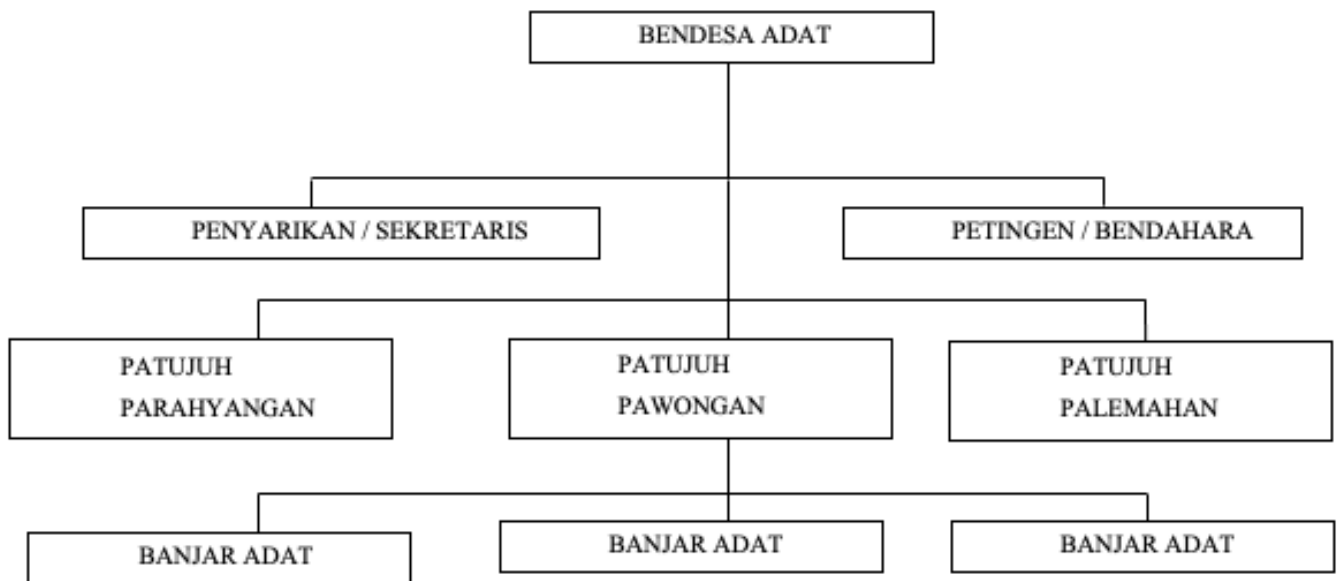 BENDESA ADAT
PENYARIKAN / SEKRETARIS
PETINGEN / BENDAHARA
PATUJUH
PARAHYANGAN
PATUJUH
PAWONGAN
PATUJUH
PALEMAHAN
BANJAR ADAT
BANJAR ADAT
BANJAR ADAT